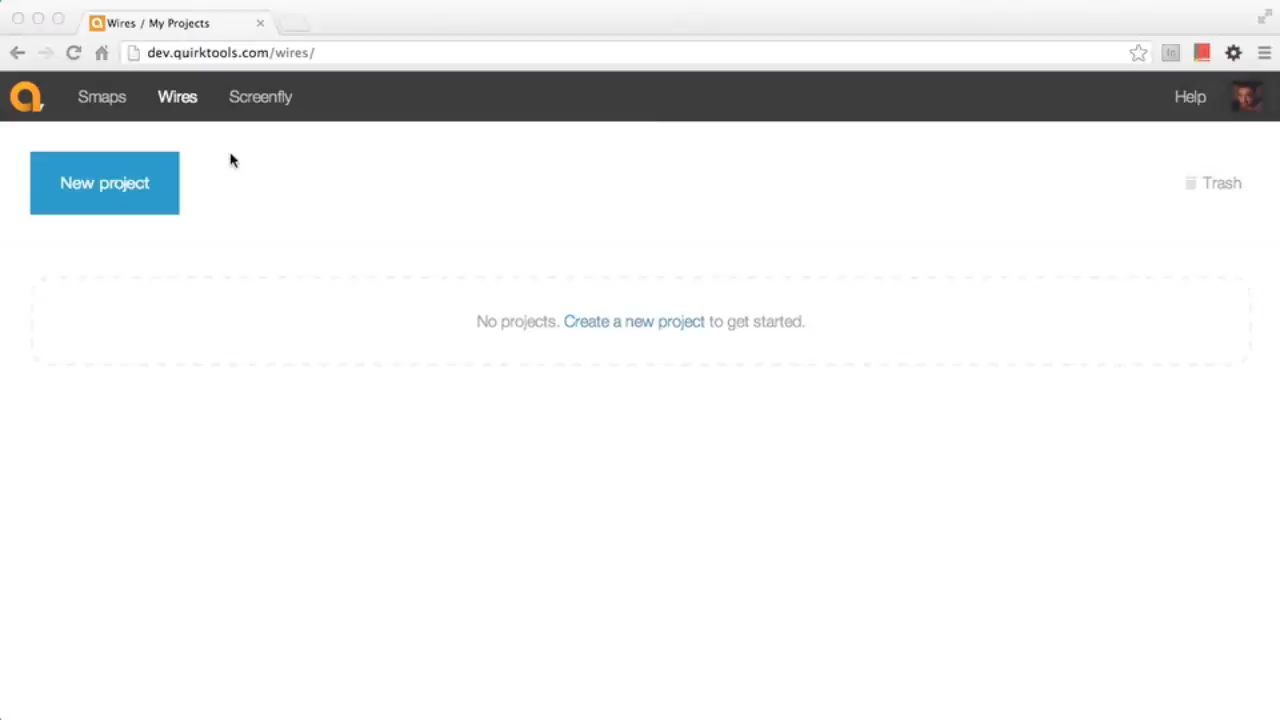 Wires / My Projects
dev.quirktools.com/wires/
Smaps Wires Screenfly Help
New project
Trash
No projects. Create a new project to get started.